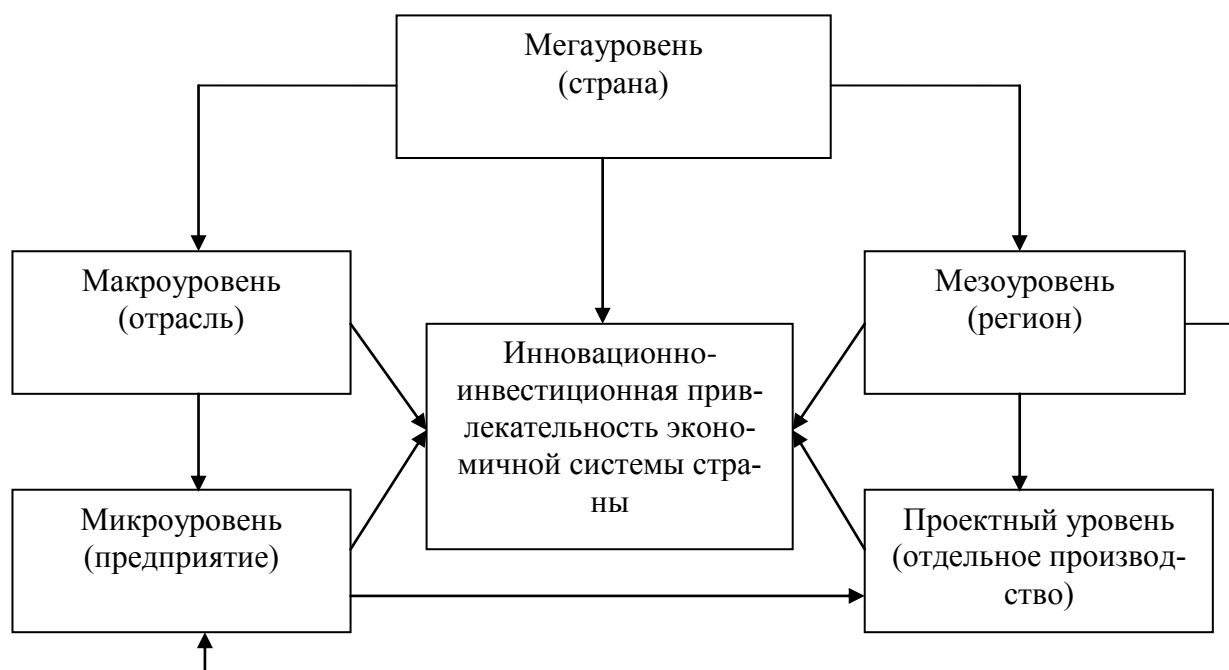 Мегауровень
(страна)
Макроуровень
(отрасль)
Мезоуровень
(регион)
Инновационно-
инвестиционная прив-
лекательность эконо-
мичной системы стра-
ны
Микроуровень
(предприятие)
Проектный уровень
(отдельное производ-
ство)